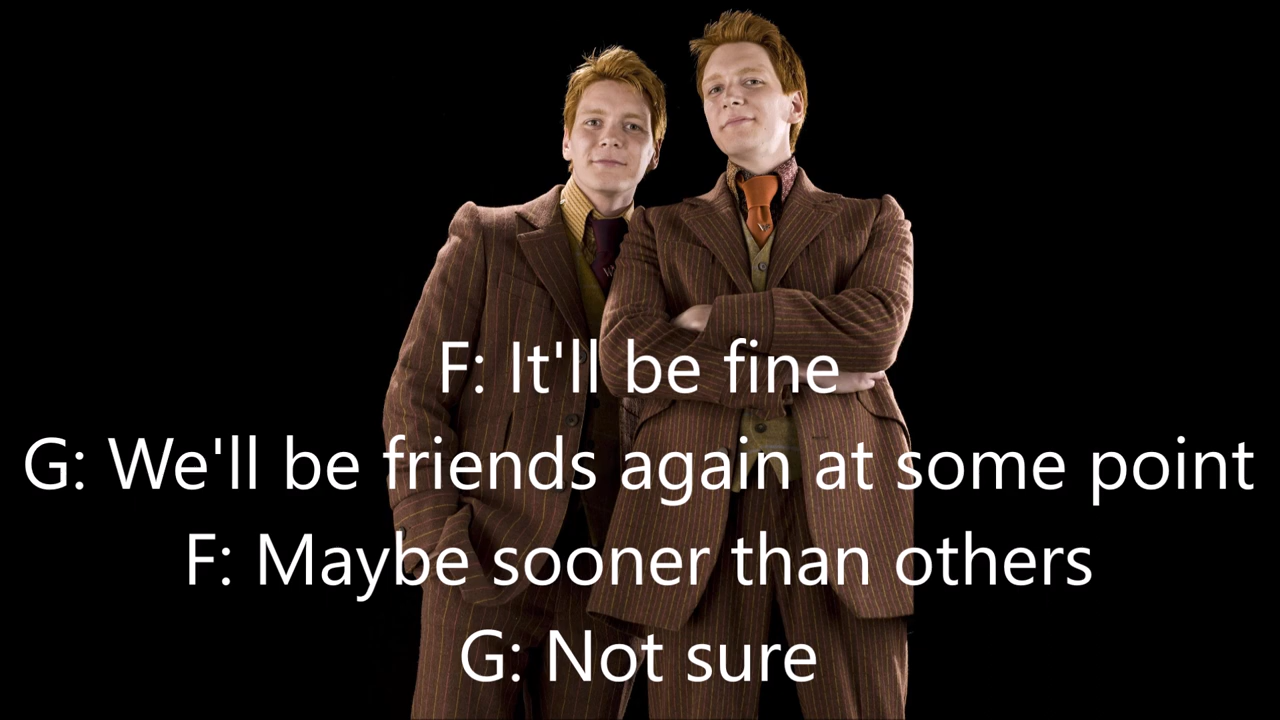 F: It'll be fine
G: We'll be friends again at some point
F: Maybe sooner than others
G: Not sure